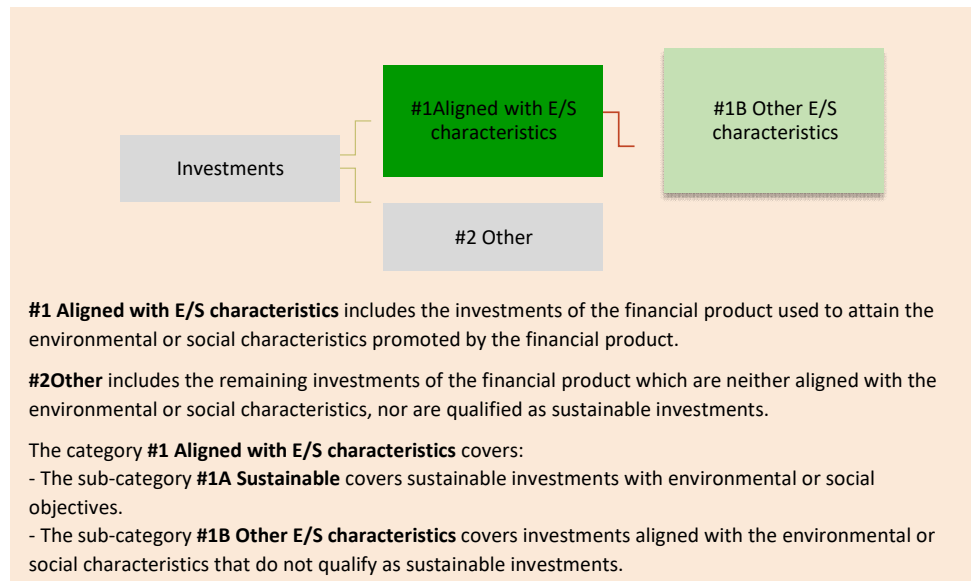 #1Aligned with E/S
characteristics
#1B Other E/S
characteristics
Investments
#2 Other
#1 Aligned with E/S characteristics includes the investments of the financial product used to attain the
environmental or social characteristics promoted by the financial product.
#2Other includes the remaining investments of the financial product which are neither aligned with the
environmental or social characteristics, nor are qualified as sustainable investments.
The category #1 Aligned with E/S characteristics covers:
- The sub-category #1A Sustainable covers sustainable investments with environmental or social
objectives.
- The sub-category #1B Other E/S characteristics covers investments aligned with the environmental or
social characteristics that do not qualify as sustainable investments.